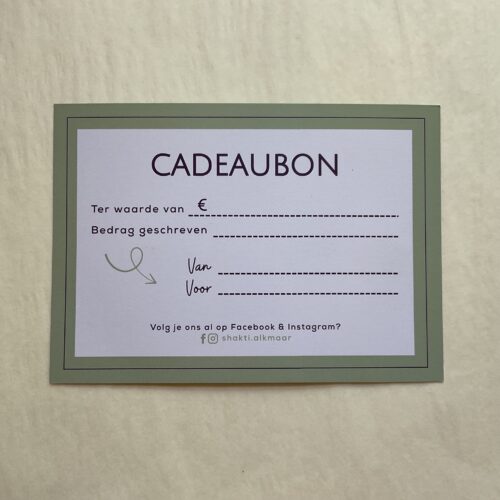 CADEAUBON
Ter waarde van €
Bedrag geschreven
Van
Voor
Volg je ons al op Facebook & Instagram?
shakti.alkmaar